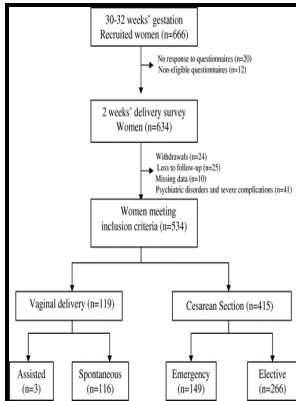 30-32 weeks' gestation
Recruited women (n=666)
No response to questionnaires (n=20)
Non-eligible questionnaires (n=12)
2 weeks' delivery survey
Women (n=634)
Withdrawals (n=24)
Loss to follow-up (n=25)
Missing data (n=10)
Psychiatric disorders and severe complications (n=41)
Women meeting
inclusion criteria (n=534)
Vaginal delivery (n=119)
Cesarean Section (n=415)
Assisted
(n=3)
Spontaneous
(n=116)
Emergency
(n=149)
Elective
(n=266)